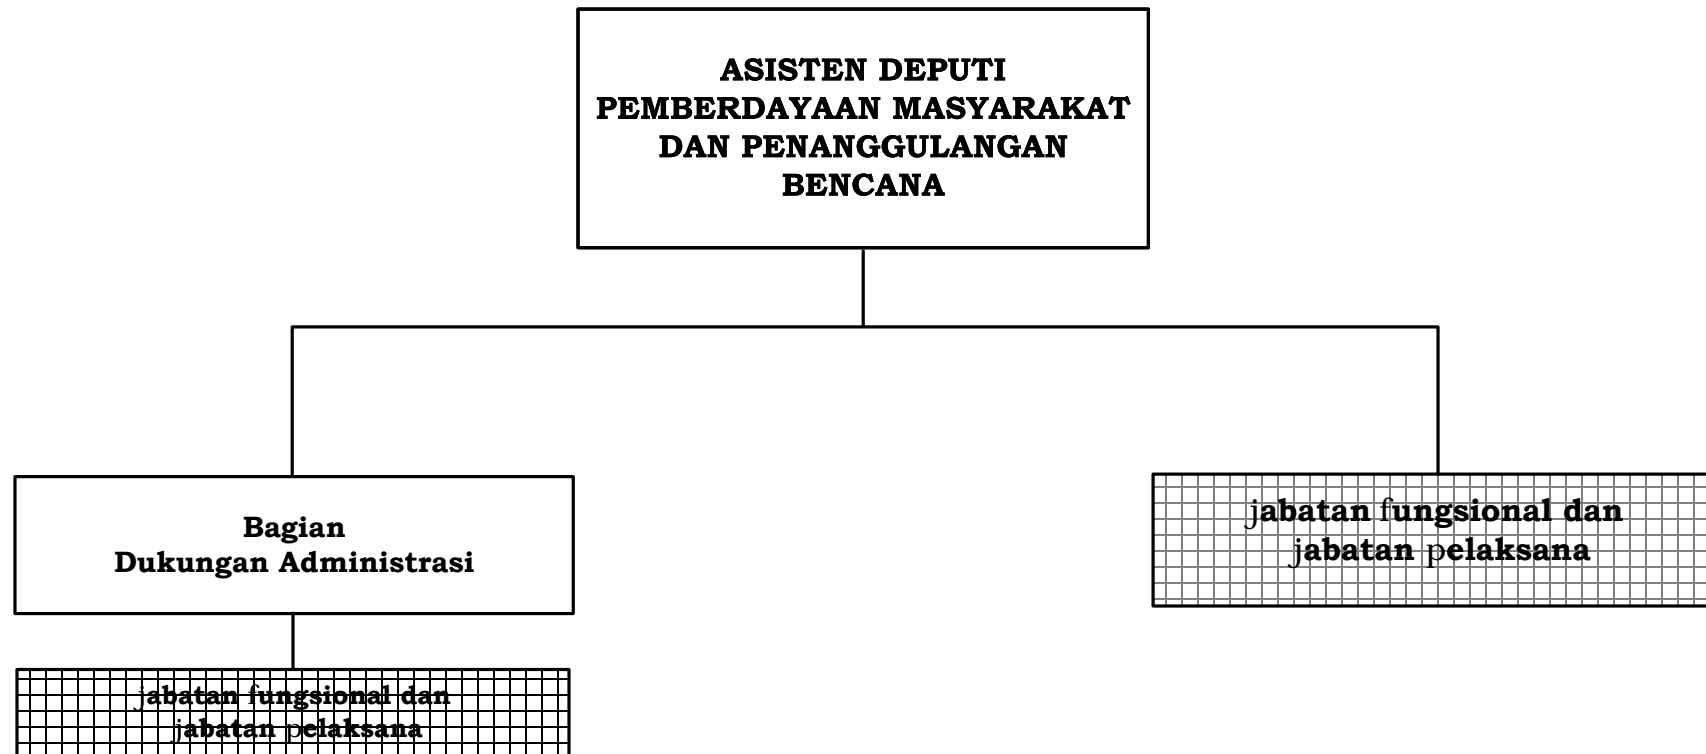 ASISTEN DEPUTI
PEMBERDAYAAN MASYARAKAT
DAN PENANGGULANGAN
BENCANA
Bagian
Dukungan Administrasi
jabatan fungsional dan
jabatan pelaksana
jabatan fungsional dan
jabatan pelaksana